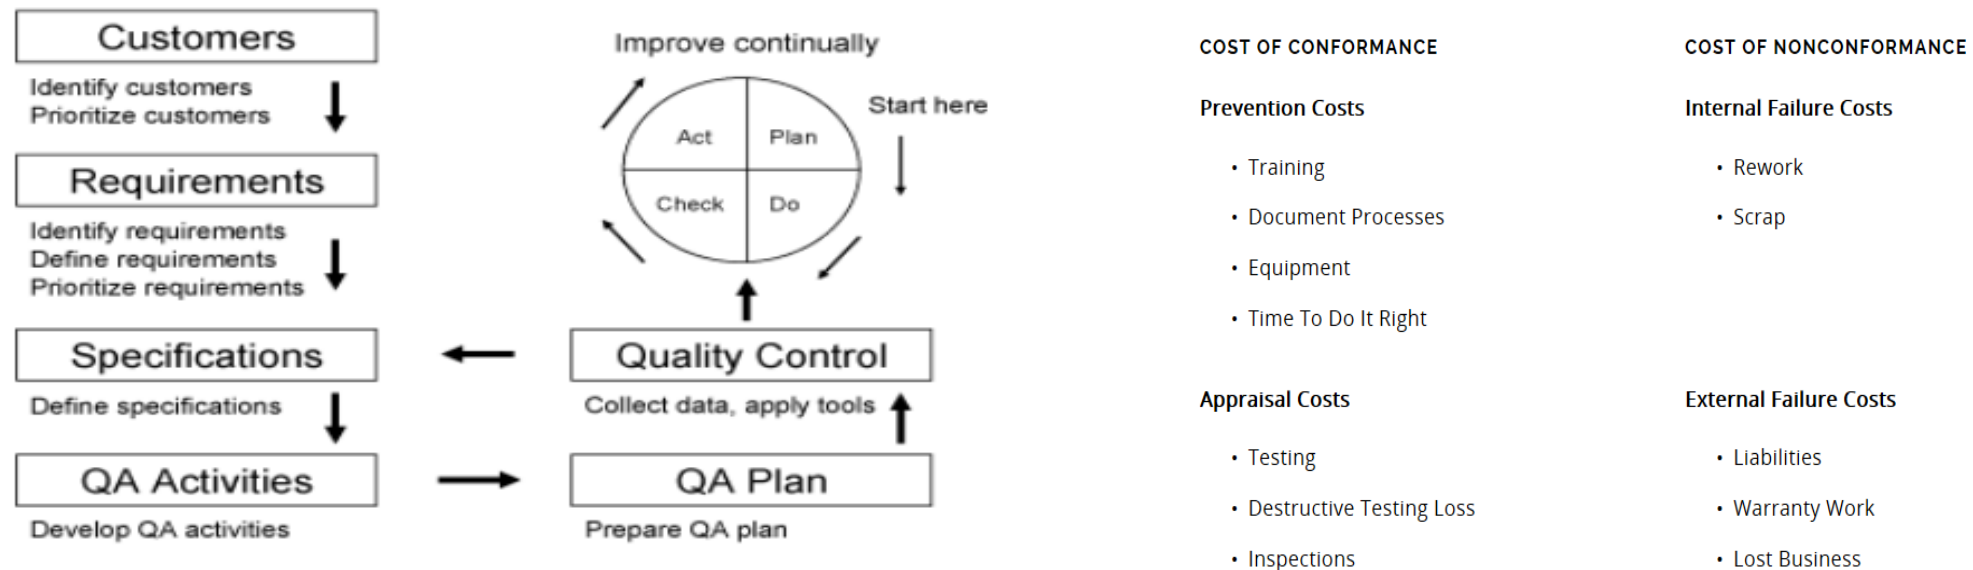 Customers
Identify customers
Prioritize customers
Requirements
Identify requirements
Define requirements
Prioritize requirements
Specifications
Define specifications
QA Activities
Develop QA activities
Improve continually
Start here
Act
Plan
Check
Do
Quality Control
Collect data, apply tools
QA Plan
Prepare QA plan
COST OF CONFORMANCE
Prevention Costs
• Training
• Document Processes
• Equipment
• Time To Do It Right
Appraisal Costs
• Testing
• Destructive Testing Loss
• Inspections
COST OF NONCONFORMANCE
Internal Failure Costs
• Rework
• Scrap
External Failure Costs
• Liabilities
• Warranty Work
• Lost Business